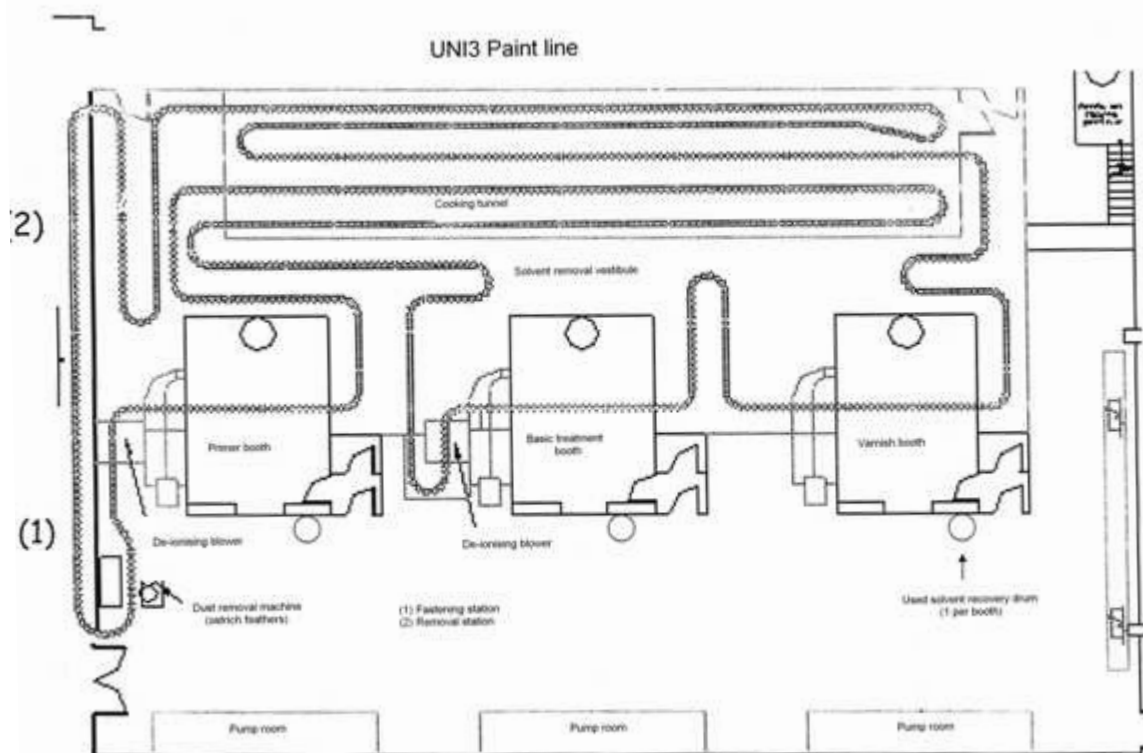 UNI3 Paint line
(2)
Cooking tunnel
Solvent removal vestibule
Primer booth
Basic treatment
booth
Varnish booth
(1)
De-ionising blower
De-ionising blower
Dust removal machine
(ostrich feathers)
(1) Fastening station
(2) Removal station
Used solvent recovery drum
(1 per booth)
Pump room
Pump room
Pump room